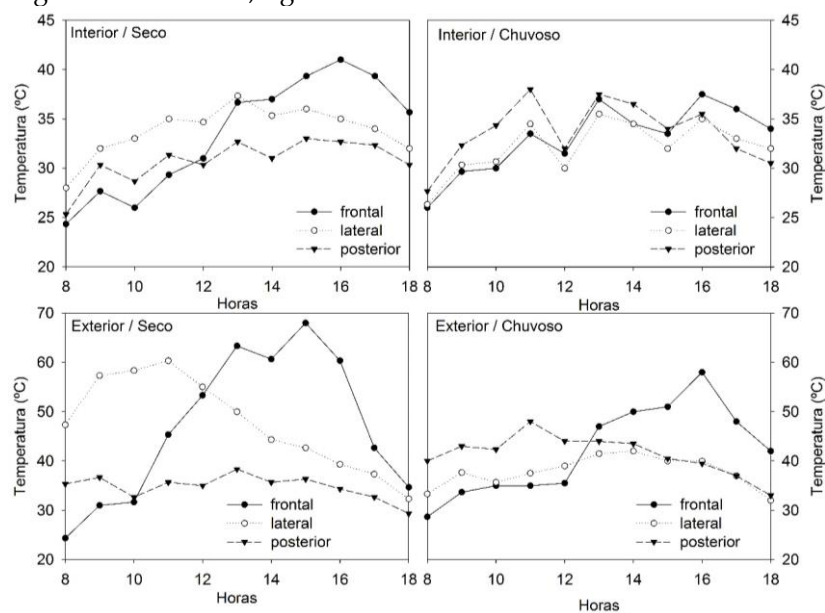 Interior / Seco
Temperatura (ºC)
45
40
35
30
25
20
frontal
lateral
posterior
8
10
12
14
16
18
Horas
Interior / Chuvoso
45
40
35
30
25
20
Temperatura (ºC)
frontal
lateral
posterior
8
10
12
14
16
18
Horas
Exterior / Seco
Temperatura (ºC)
70
60
50
40
30
20
frontal
lateral
posterior
8
10
12
14
16
18
Horas
Exterior / Chuvoso
70
60
50
40
30
20
Temperatura (ºC)
frontal
lateral
posterior
8
10
12
14
16
18
Horas